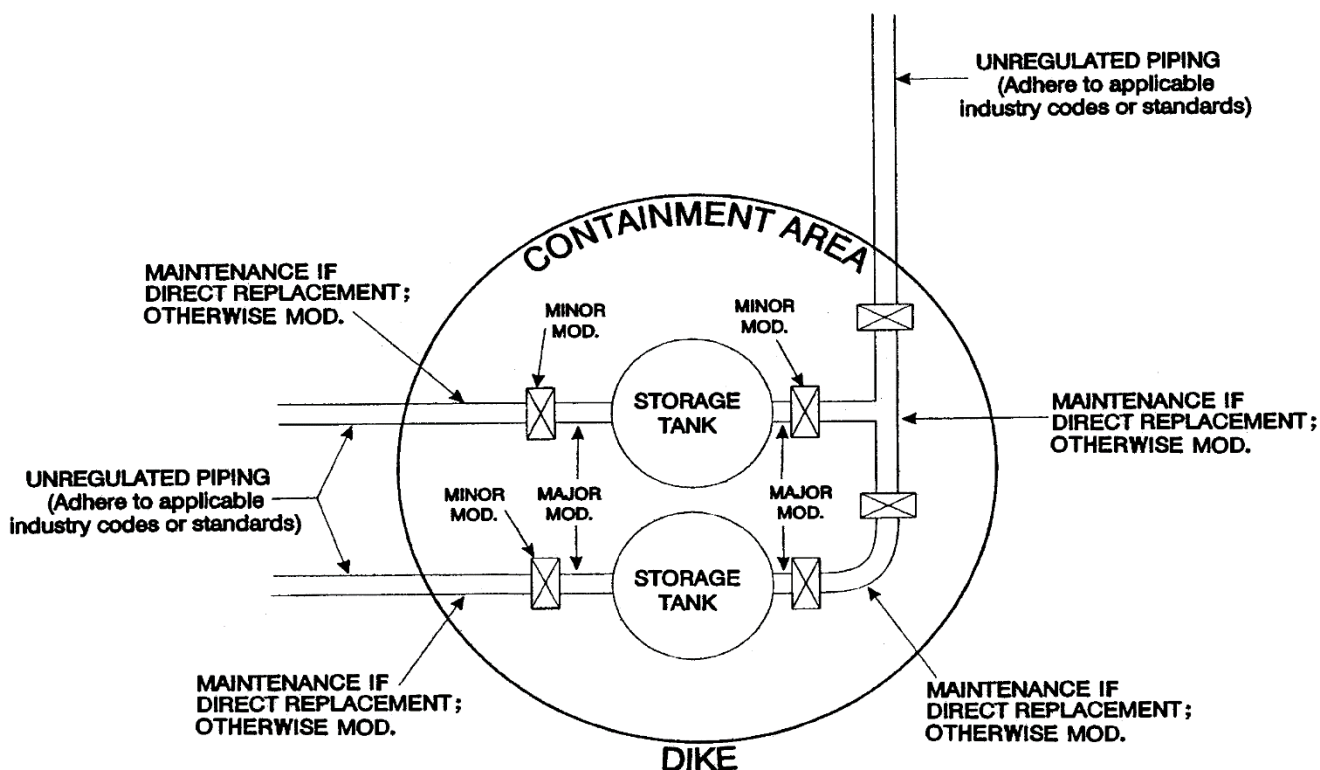 UNREGULATED PIPING
(Adhere to applicable
industry codes or standards)
CONTAINMENT AREA
MAINTENANCE IF
DIRECT REPLACEMENT;
OTHERWISE MOD.
MINOR
MOD.
MINOR
MOD.
STORAGE
TANK
MAINTENANCE IF
DIRECT REPLACEMENT;
OTHERWISE MOD.
UNREGULATED PIPING
(Adhere to applicable
industry codes or standards)
MINOR
MOD.
MAJOR
MOD.
MAJOR
MOD.
STORAGE
TANK
MAINTENANCE IF
DIRECT REPLACEMENT;
OTHERWISE MOD.
MAINTENANCE IF
DIRECT REPLACEMENT;
OTHERWISE MOD.
DIKE